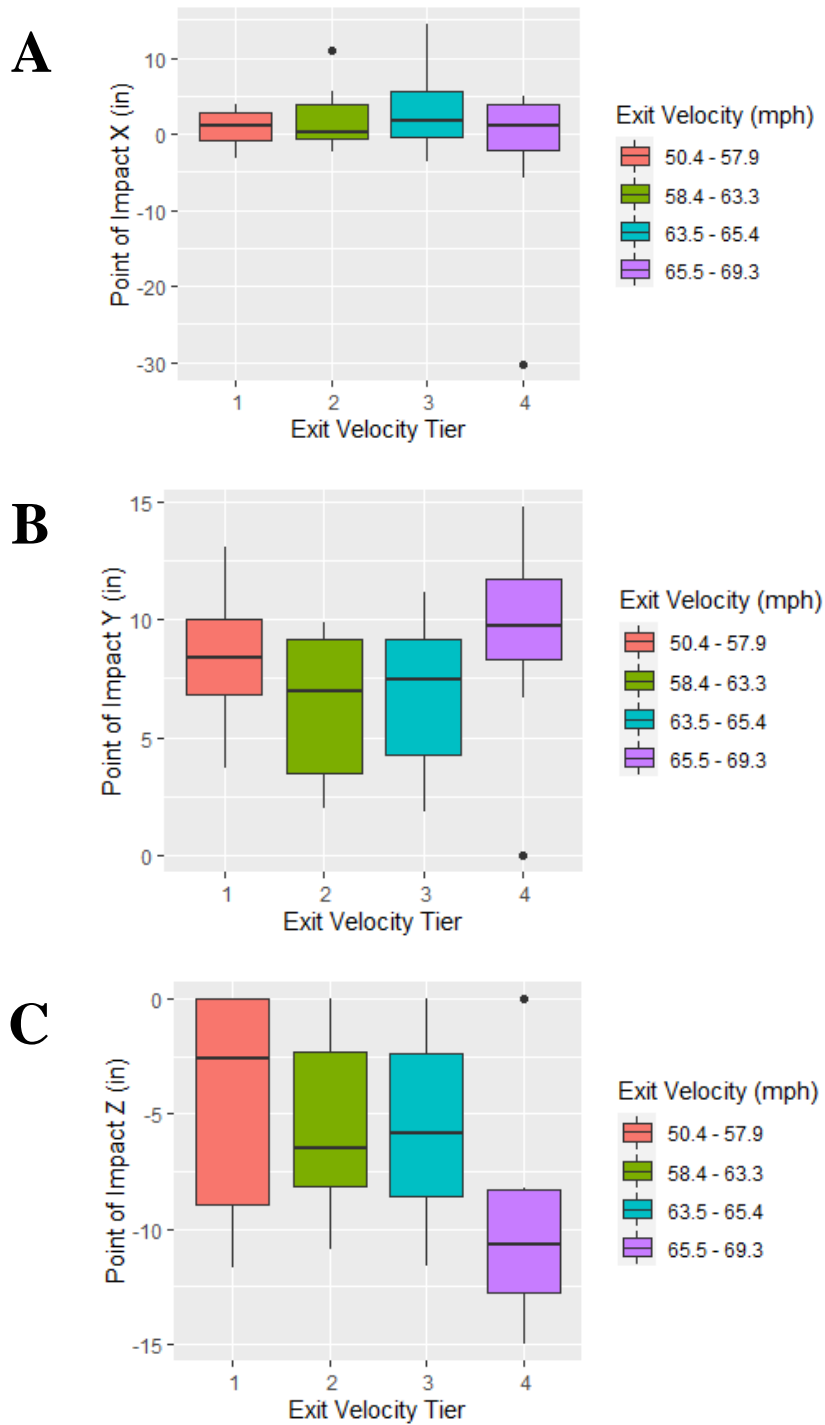 A
Point of Impact X (in)
10
0
-10
-20
-30
1 2 3 4
Exit Velocity Tier
Exit Velocity (mph)
50.4 - 57.9
58.4 - 63.3
63.5 - 65.4
65.5 - 69.3
B
Point of Impact Y (in)
15
10
5
0
1 2 3 4
Exit Velocity Tier
Exit Velocity (mph)
50.4 - 57.9
58.4 - 63.3
63.5 - 65.4
65.5 - 69.3
C
Point of Impact Z (in)
0
-5
-10
-15
1 2 3 4
Exit Velocity Tier
Exit Velocity (mph)
50.4 - 57.9
58.4 - 63.3
63.5 - 65.4
65.5 - 69.3